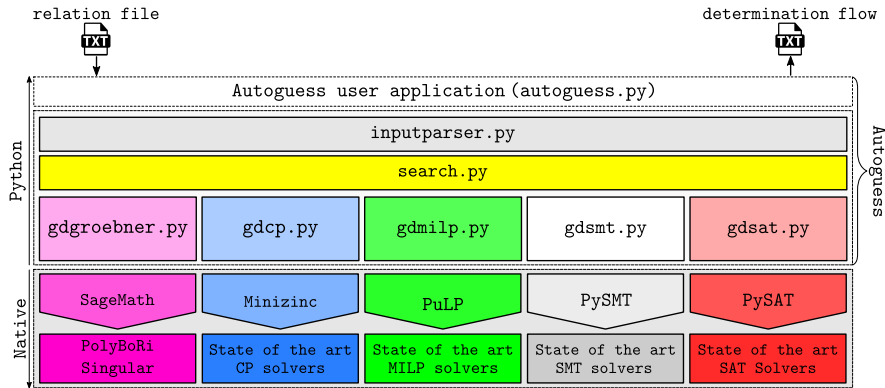 relation file
determination flow
TXT
TXT
Autoguess user application (autoguess.py)
Python
inputparser.py
search.py
gdgroebner.py
gdcp.py
gdmilp.py
gdsmt.py
gdsat.py
Autoguess
Native
SageMath
Minizinc
PuLP
PySMT
PySAT
PolyBoRi
Singular
State of the art
CP solvers
State of the art
MILP solvers
State of the art
SMT solvers
State of the art
SAT Solvers